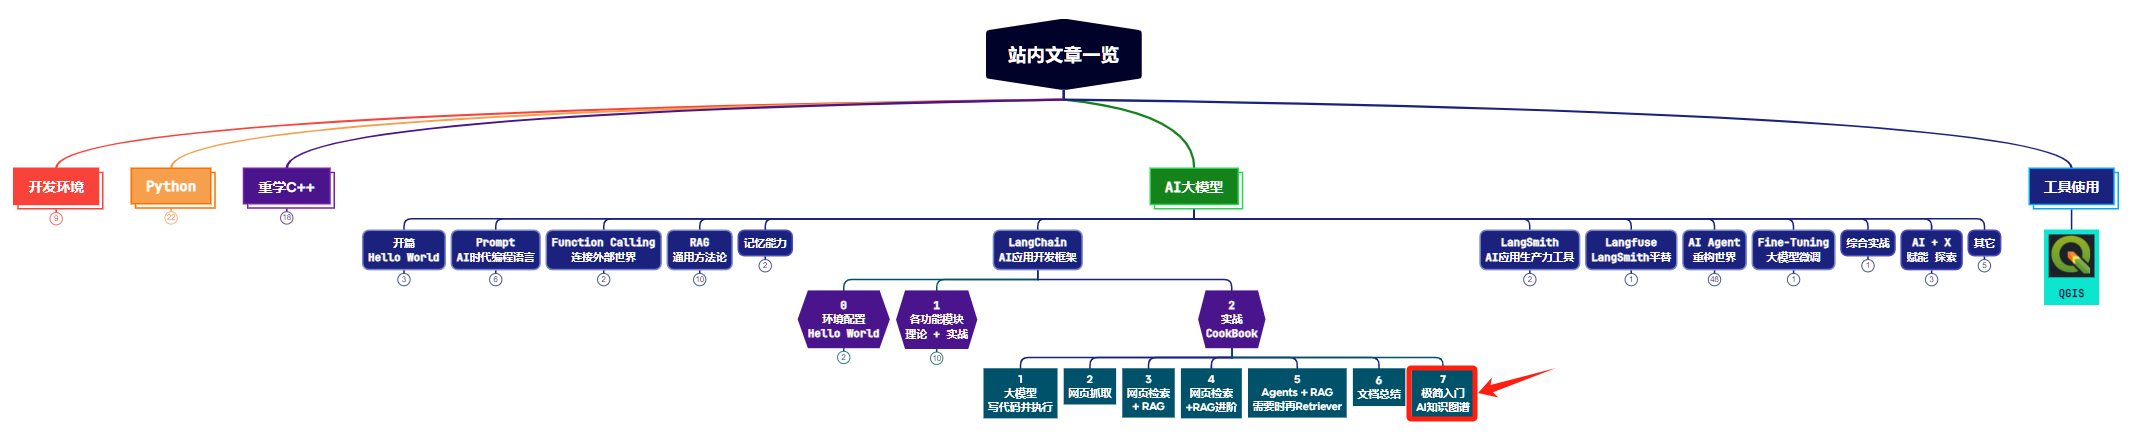 站内文章一览
开发环境
9
Python
22
重学C++
18
AI大模型
工具使用
开篇
Hello World
3
Prompt
AI时代编程语言
6
Function Calling
连接外部世界
2
RAG
通用方法论
10
记忆能力
2
LangChain
AI应用开发框架
LangSmith
AI应用生产力工具
2
Langfuse
LangSmith平替
1
AI Agent
重构世界
48
Fine-Tuning
大模型微调
1
综合实战
1
AI + X
赋能 探索
3
其它
5
QGIS
0
环境配置
Hello World
2
1
各功能模块
理论 + 实战
10
2
实战
CookBook
1
大模型
写代码并执行
2
网页抓取
3
网页检索
+ RAG
4
网页检索
+RAG进阶
5
Agents + RAG
需要时再Retriever
6
文档总结
7
极简入门
AI知识图谱